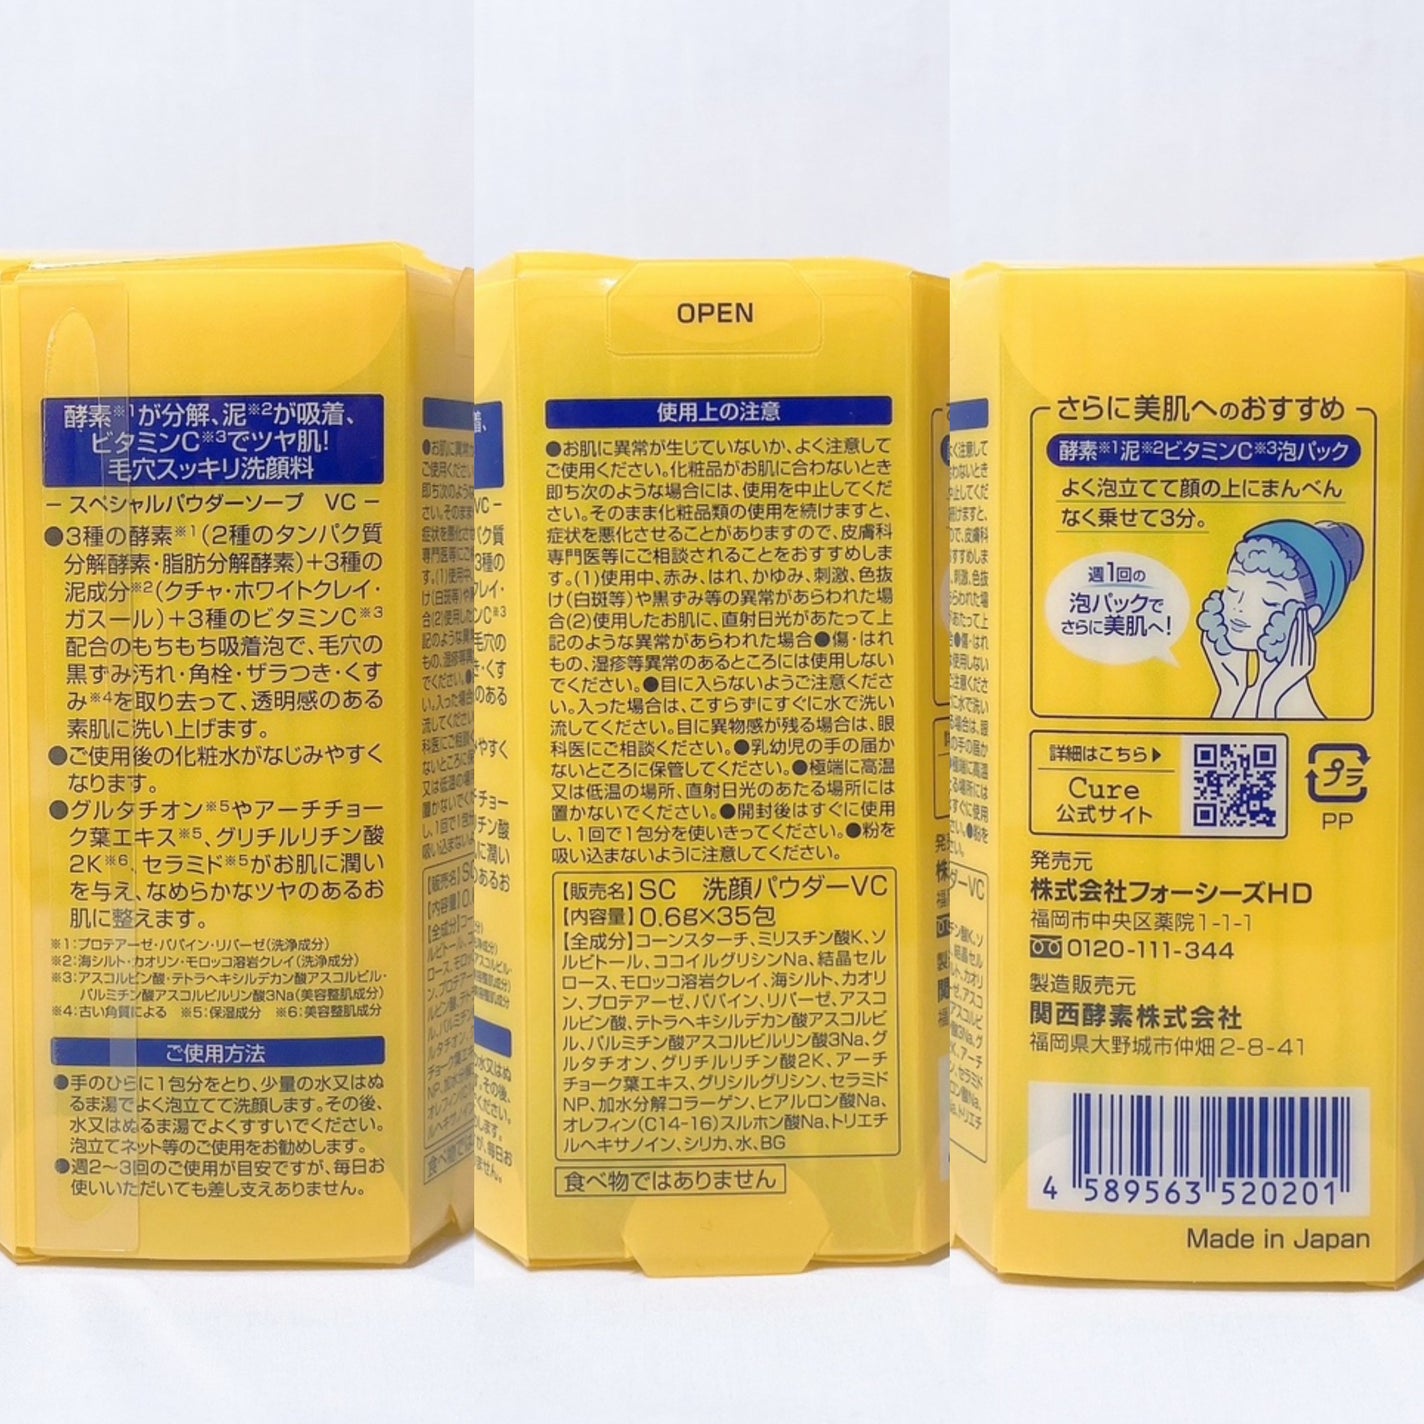 酵素※1が分解、泥※2が吸着、
ビタミンC※3でツヤ肌!
毛穴スッキリ洗顔料
− スペシャルパウダーソープ　VC −
●3種の酵素※1(2種のタンパク質
分解酵素・脂肪分解酵素)+3種の
泥成分※2(クチャ・ホワイトクレイ・
ガスール)+3種のビタミンC※3
配合のもちもち吸着泡で、毛穴の
黒ずみ汚れ・角栓・ザラつき・くす
み※4を取り去って、透明感のある
素肌に洗い上げます。
●ご使用後の化粧水がなじみやすく
なります。
●グルタチオン※5やアーチチョー
ク葉エキス※5、グリチルリチン酸
2K※6、セラミド※5がお肌に潤い
を与え、なめらかなツヤのあるお
肌に整えます。
※1:プロテアーゼ・パパイン・リパーゼ(洗浄成分)
※2:海シルト・カオリン・モロッコ溶岩クレイ(洗浄成分)
※3:アスコルビン酸・テトラヘキシルデカン酸アスコルビル・
パルミチン酸アスコルビルリン酸3Na(美容整肌成分)
※4:古い角質による　※5:保湿成分　※6:美容整肌成分
ご使用方法
●手のひらに1包分をとり、少量の水又はぬ
るま湯でよく泡立てて洗顔します。その後、
水又はぬるま湯でよくすすいでください。
泡立てネット等のご使用をお勧めします。
●週2〜3回のご使用が目安ですが、毎日お
使いいただいても差し支えありません。
OPEN
使用上の注意
●お肌に異常が生じていないか、よく注意して
ご使用ください。化粧品がお肌に合わないとき
即ち次のような場合には、使用を中止してくだ
さい。そのまま化粧品類の使用を続けますと、
症状を悪化させることがありますので、皮膚科
専門医等にご相談されることをおすすめしま
す。(1)使用中、赤み、はれ、かゆみ、刺激、色抜
け(白斑等)や黒ずみ等の異常があらわれた場
合(2)使用したお肌に、直射日光があたって上
記のような異常があらわれた場合●傷・はれ
もの、湿疹等異常のあるところには使用しない
でください。●目に入らないようご注意くださ
い。入った場合は、こすらずにすぐに水で洗い
流してください。目に異物感が残る場合は、眼
科医にご相談ください。●乳幼児の手の届か
ないところに保管してください。●極端に高温
又は低温の場所、直射日光のあたる場所には
置かないでください。●開封後はすぐに使用
し、1回で1包分を使いきってください。●粉を
吸い込まないように注意してください。
【販売名】SC　洗顔パウダーVC
【内容量】0.6g×35包
【全成分】コーンスターチ、ミリスチン酸K、ソ
ルビトール、ココイルグリシンNa、結晶セル
ロース、モロッコ溶岩クレイ、海シルト、カオリ
ン、プロテアーゼ、パパイン、リパーゼ、アスコ
ルビン酸、テトラヘキシルデカン酸アスコルビ
ル、パルミチン酸アスコルビルリン酸3Na、グ
ルタチオン、グリチルリチン酸2K、アーチ
チョーク葉エキス、グリシルグリシン、セラミド
NP、加水分解コラーゲン、ヒアルロン酸Na、
オレフィン(C14-16)スルホン酸Na、トリエチ
ルヘキサノイン、シリカ、水、BG
食べ物ではありません
さらに美肌へのおすすめ
酵素※1泥※2ビタミンC※3泡パック
よく泡立てて顔の上にまんべん
なく乗せて3分。
週1回の
泡パックで
さらに美肌へ!
詳細はこちら▶
Cure
公式サイト
プラ
PP
発売元
株式会社フォーシーズHD
福岡市中央区薬院1-1-1
0120-111-344
製造販売元
関西酵素株式会社
福岡県大野城市仲畑2-8-41
4 589563 520201
Made in Japan